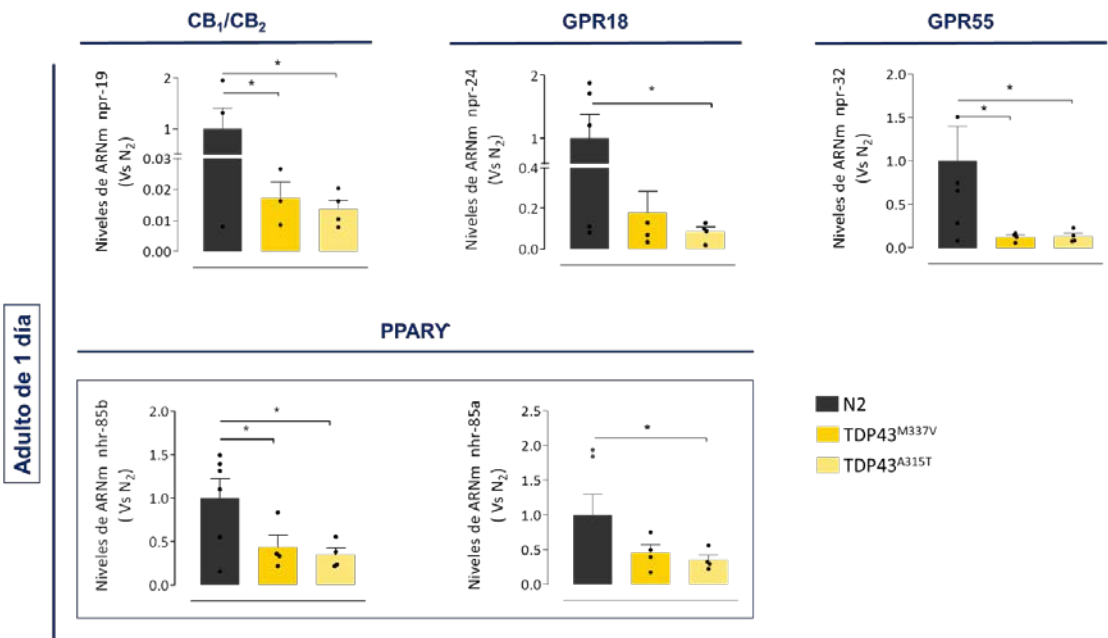 CB₁/CB₂
GPR18
GPR55
Adulto de 1 día
Niveles de ARNm npr-19
(Vs N₂)
2
1
0.03
0.02
0.01
0.00
*
*
Niveles de ARNm npr-24
(Vs N₂)
2
1
0.4
0.2
0.0
*
Niveles de ARNm npr-32
(Vs N₂)
2.0
1.5
1.0
0.5
0.0
*
*
PPARϒ
Niveles de ARNm nhr-85b
( Vs N₂)
2.0
1.5
1.0
0.5
0.0
*
*
Niveles de ARNm nhr-85a
( Vs N₂)
2.5
2.0
1.5
1.0
0.5
0.0
*
N2
TDP43ᴹ³³⁷ⱽ
TDP43ᴬ³¹⁵ᵀ